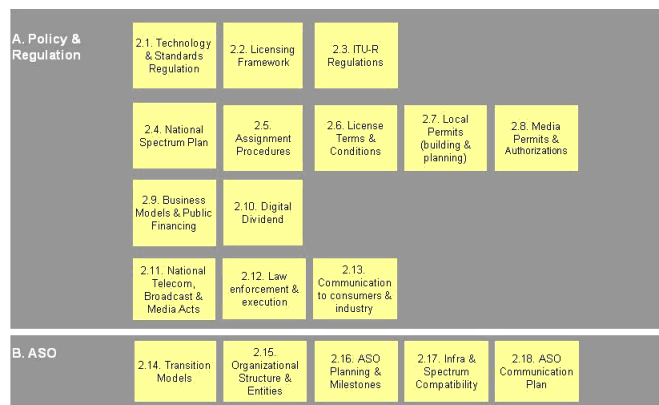 A. Policy &
Regulation
2.1. Technology
& Standards
Regulation
2.2. Licensing
Framework
2.3. ITU-R
Regulations
2.4. National
Spectrum Plan
2.5.
Assignment
Procedures
2.6. License
Terms &
Conditions
2.7. Local
Permits
(building &
planning)
2.8. Media
Permits &
Authorizations
2.9. Business
Models & Public
Financing
2.10. Digital
Dividend
2.11. National
Telecom,
Broadcast &
Media Acts
2.12. Law
enforcement &
execution
2.13.
Communication
to consumers &
industry
B. ASO
2.14. Transition
Models
2.15.
Organizational
Structure &
Entities
2.16. ASO
Planning &
Milestones
2.17. Infra &
Spectrum
Compatibility
2.18. ASO
Communication
Plan